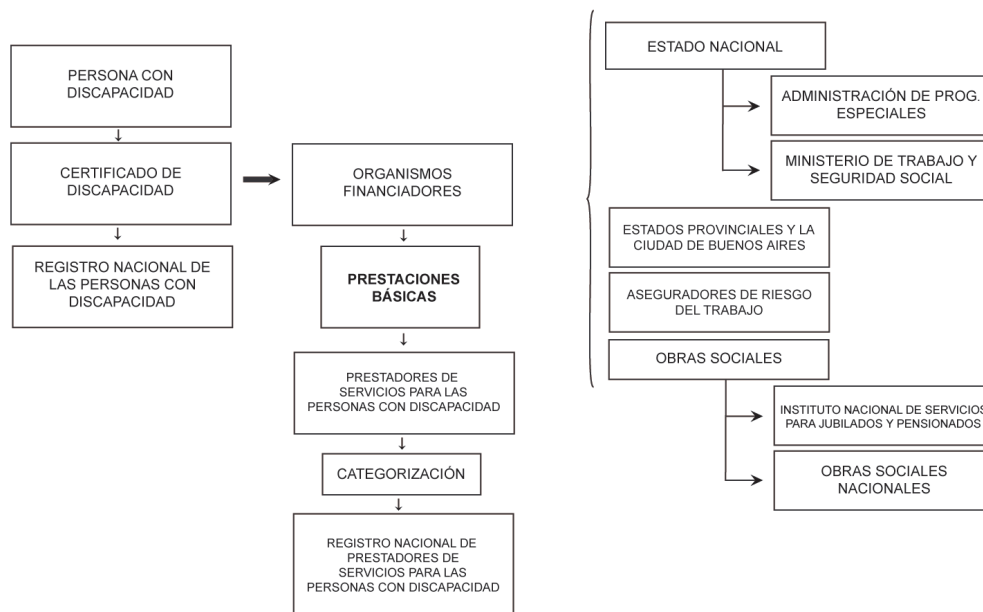 PERSONA CON
DISCAPACIDAD
CERTIFICADO DE
DISCAPACIDAD
REGISTRO NACIONAL DE
LAS PERSONAS CON
DISCAPACIDAD
ORGANISMOS
FINANCIADORES
PRESTACIONES
BÁSICAS
PRESTADORES DE
SERVICIOS PARA LAS
PERSONAS CON DISCAPACIDAD
CATEGORIZACIÓN
REGISTRO NACIONAL DE
PRESTADORES DE
SERVICIOS PARA LAS
PERSONAS CON DISCAPACIDAD
ESTADO NACIONAL
ADMINISTRACIÓN DE PROG.
ESPECIALES
MINISTERIO DE TRABAJO Y
SEGURIDAD SOCIAL
ESTADOS PROVINCIALES Y LA
CIUDAD DE BUENOS AIRES
ASEGURADORES DE RIESGO
DEL TRABAJO
OBRAS SOCIALES
INSTITUTO NACIONAL DE SERVICIOS
PARA JUBILADOS Y PENSIONADOS
OBRAS SOCIALES
NACIONALES